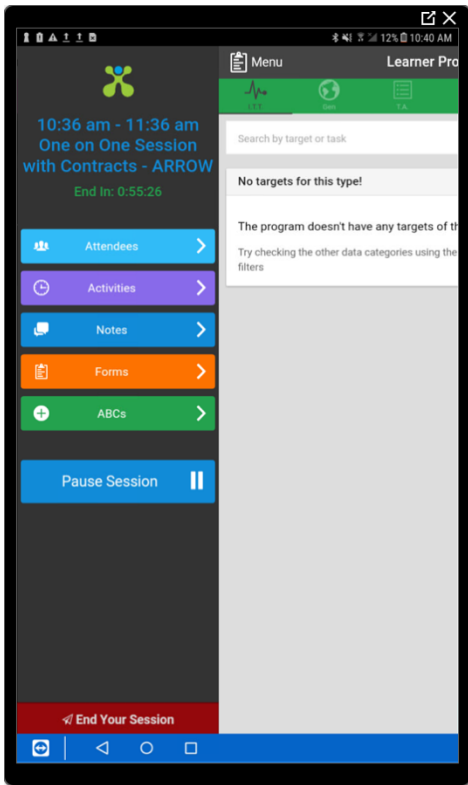 12% 10:40 AM
Menu
Learner Pro
I.T.T.
Gen
T.A.
10:36 am - 11:36 am
One on One Session
with Contracts - ARROW
End In: 0:55:26
Search by target or task
No targets for this type!
The program doesn't have any targets of th
Try checking the other data categories using the
filters
Attendees
Activities
Notes
Forms
ABCs
Pause Session
End Your Session